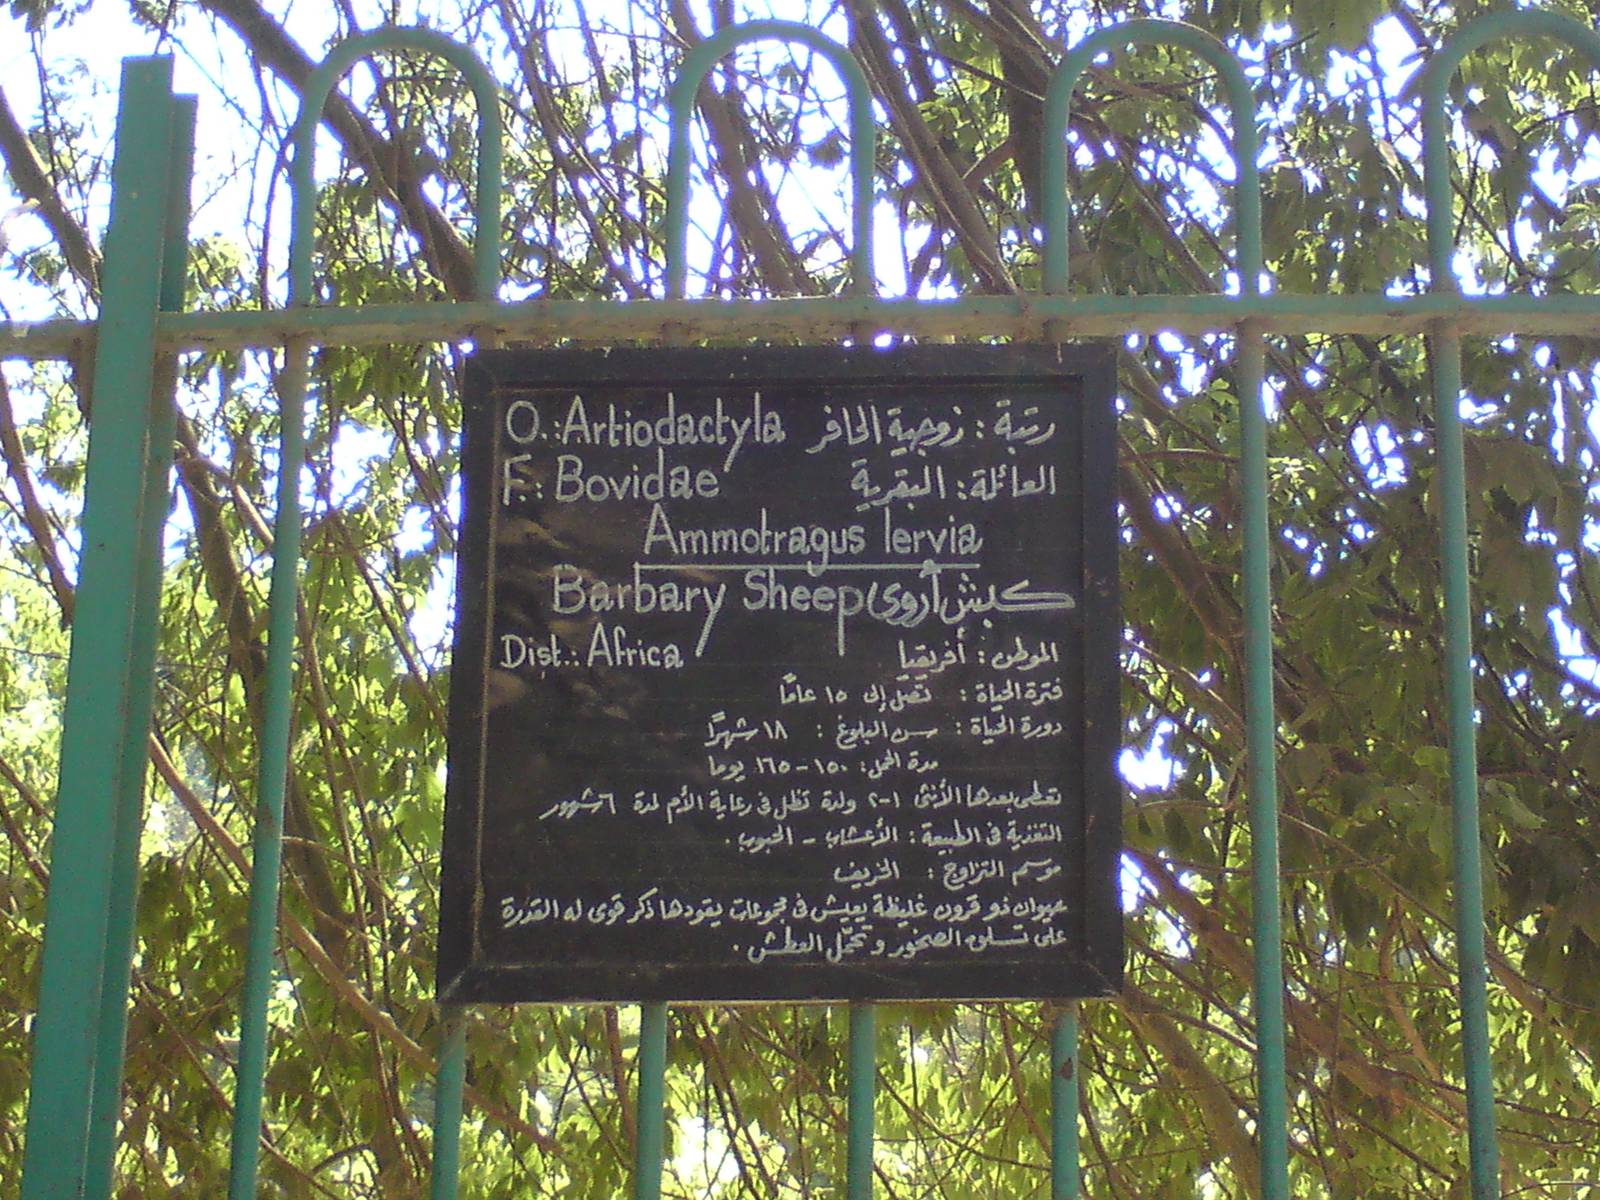 O.: Artiodactyla رتبة : زوجية الحافر
F.: Bovidae العائلة : البقرية
Ammotragus lervia
Barbary Sheep كبش أروى
Dist.: Africa الموطن : أفريقيا
فترة الحياة : تصل إلى ١٥ عامًا
دورة الحياة : سن البلوغ : ١٨ شهرًا
مدة الحمل : ١٥٠ - ١٦٥ يوما
تعطى بعدها الأنثى ١-٢ ولدة تظل فى رعاية الأم لمدة ٦ شهور
التغذية فى الطبيعة : الأعشاب - الحبوب .
موسم التزاوج : الخريف
حيوان ذو قرون غليظة يعيش فى مجموعات يقودها ذكر قوى له القدرة
على تسلق الصخور و تحمّل العطش .